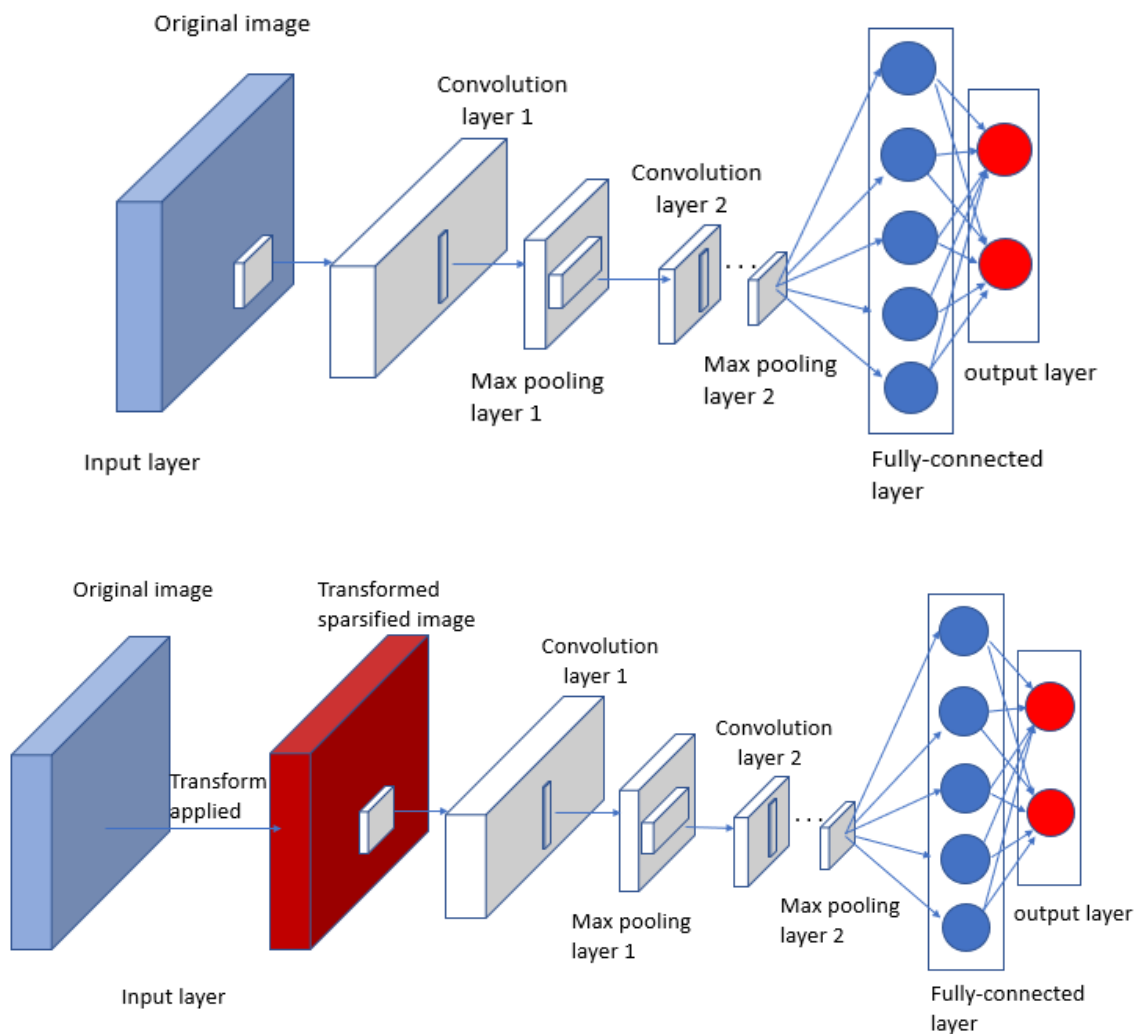 Original image
Convolution
layer 1
Convolution
layer 2
. . .
Max pooling
layer 1
Max pooling
layer 2
output layer
Input layer
Fully-connected
layer
Original image
Transformed
sparsified image
Convolution
layer 1
Convolution
layer 2
Transform
applied
. . .
Max pooling
layer 1
Max pooling
layer 2
output layer
Input layer
Fully-connected
layer